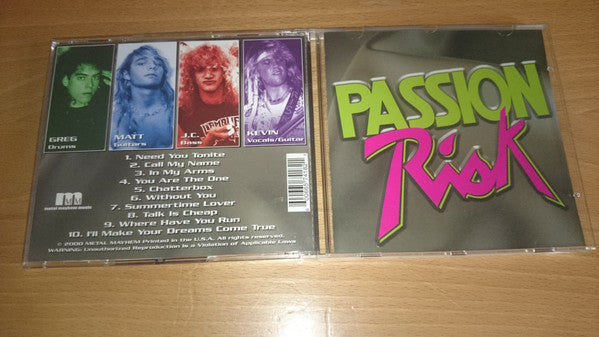 GREG
Drums
MATT
Guitars
J.C.
Bass
KEVIN
Vocals/Guitar
1. Need You Tonite
2. Call My Name
3. In My Arms
4. You Are The One
5. Chatterbox
6. Without You
7. Summertime Lover
8. Talk Is Cheap
9. Where Have You Run
10. I'll Make Your Dreams Come True
metal mayhem music
© 2000 METAL MAYHEM Printed in the U.S.A. All rights reserved.
WARNING: Unauthorized Reproduction is a Violation of Applicable Laws
PASSION
Risk